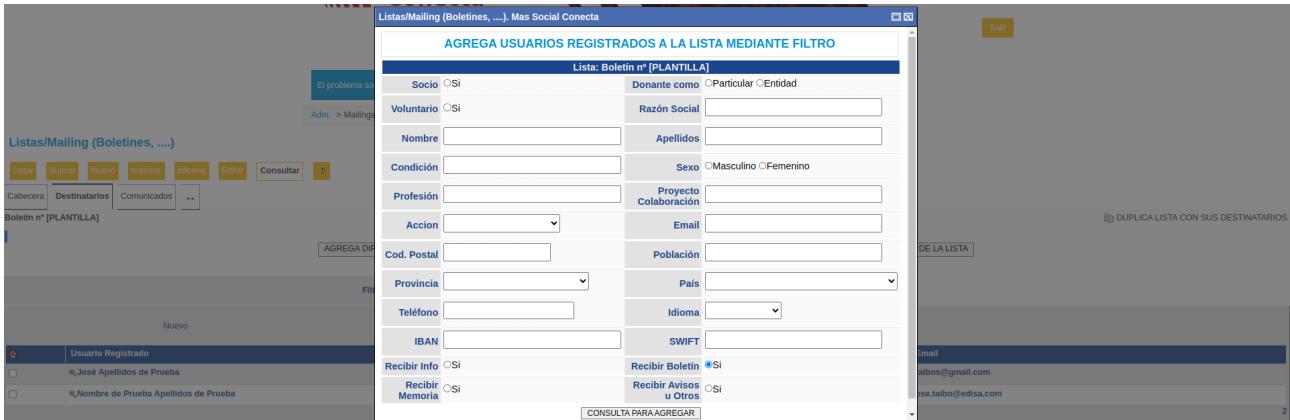 Listas/Mailing (Boletines, ....). Mas Social Conecta
Salir
AGREGA USUARIOS REGISTRADOS A LA LISTA MEDIANTE FILTRO
Lista: Boletín nº [PLANTILLA]
Socio Si Donante como Particular Entidad
El problema so
Voluntario Si Razón Social
Adm. > Mailings
Nombre Apellidos
Listas/Mailing (Boletines, ....)
Condición Sexo Masculino Femenino
Listar Buscar Nuevo Imprimir Informe Editar Consultar
Profesión Proyecto Colaboración
Cabecera Destinatarios Comunicados ↔
Boletín nº [PLANTILLA]
DUPLICA LISTA CON SUS DESTINATARIOS
Accion Email
AGREGA DIR
DE LA LISTA
Cod. Postal Población
Provincia País
Filt
Teléfono Idioma
Nuevo
IBAN SWIFT
Usuario Registrado
Email
Recibir Info Si Recibir Boletín Si
José Apellidos de Prueba
taibos@gmail.com
Recibir Memoria Si Recibir Avisos u Otros Si
Nombre de Prueba Apellidos de Prueba
ose.taibo@edisa.com
CONSULTA PARA AGREGAR
2